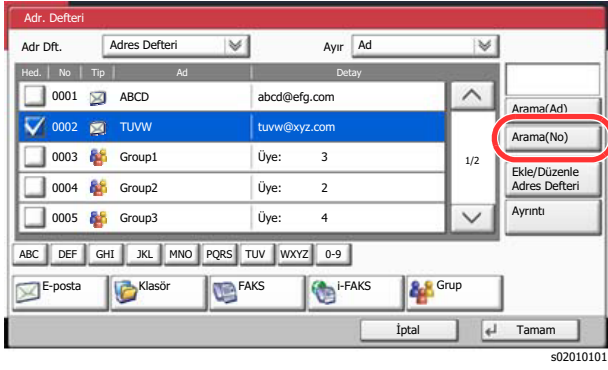 Adr. Defteri
Adr Dft. Adres Defteri Ayır Ad
Hed. No Tip Ad Detay
0001 ABCD abcd@efg.com
Arama(Ad)
0002 TUVW tuvw@xyz.com
Arama(No)
0003 Group1 Üye: 3
1/2
Ekle/Düzenle
Adres Defteri
0004 Group2 Üye: 2
0005 Group3 Üye: 4
Ayrıntı
ABC DEF GHI JKL MNO PQRS TUV WXYZ 0-9
E-posta Klasör FAKS i-FAKS Grup
İptal Tamam
s02010101